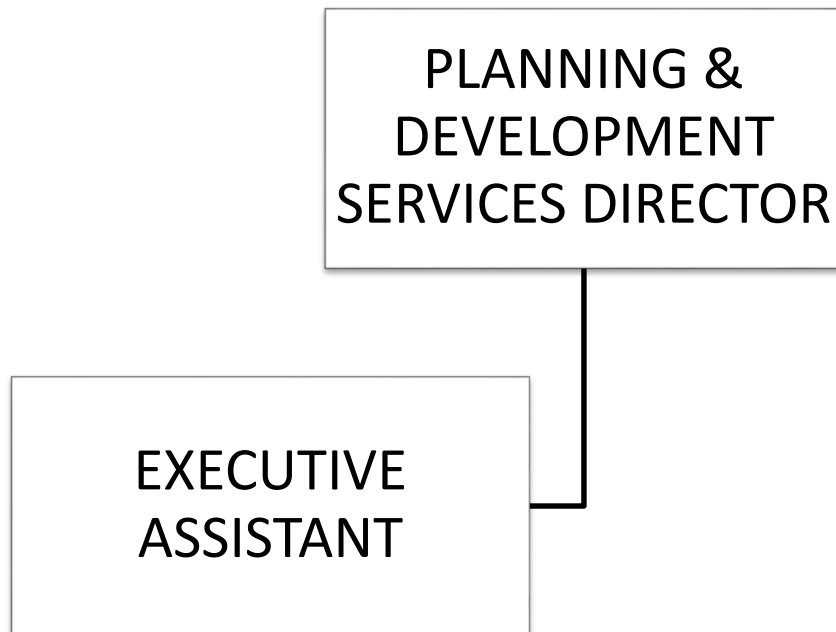 PLANNING &
DEVELOPMENT
SERVICES DIRECTOR
EXECUTIVE
ASSISTANT